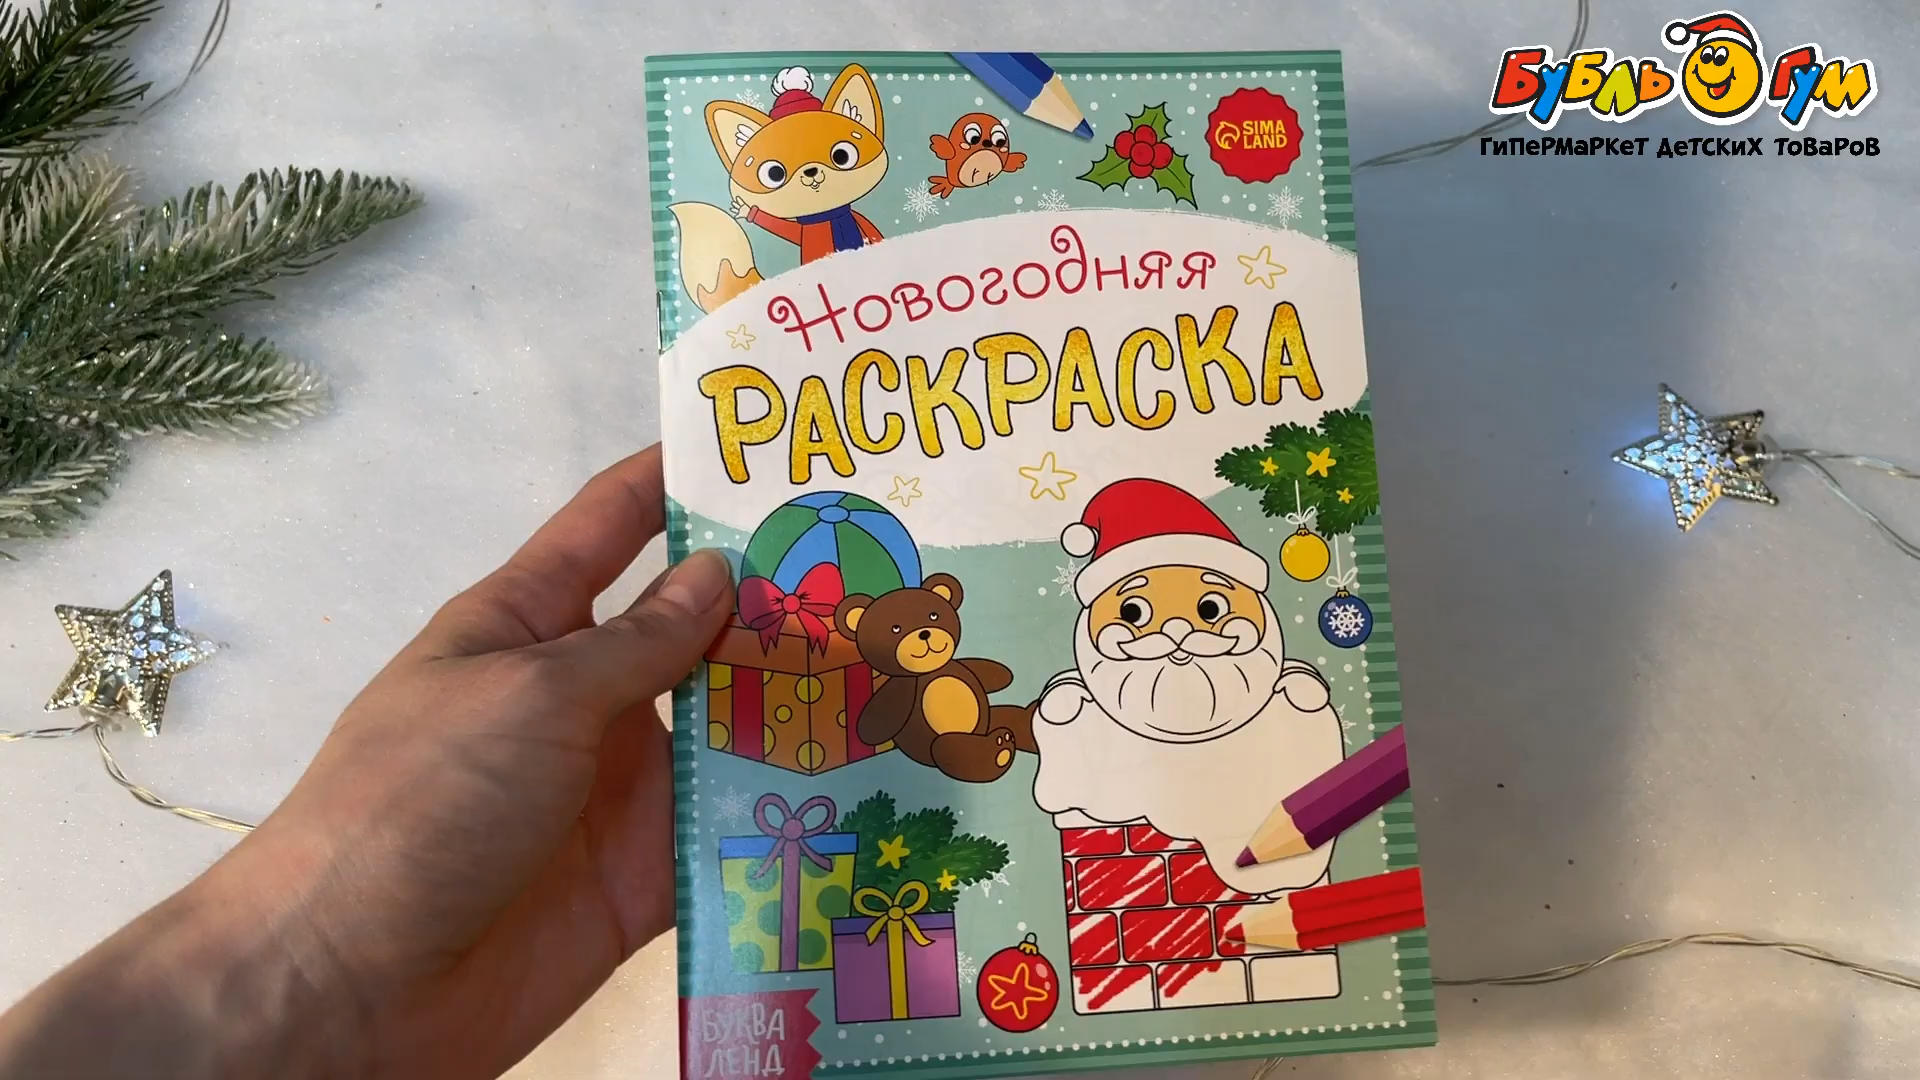 БУБЛЬ ГУМ
ГИПЕРМАРКЕТ ДЕТСКИХ ТОВАРОВ
SIMA
LAND
Новогодняя
РАСКРАСКА
БУКВА
ЛЕНД